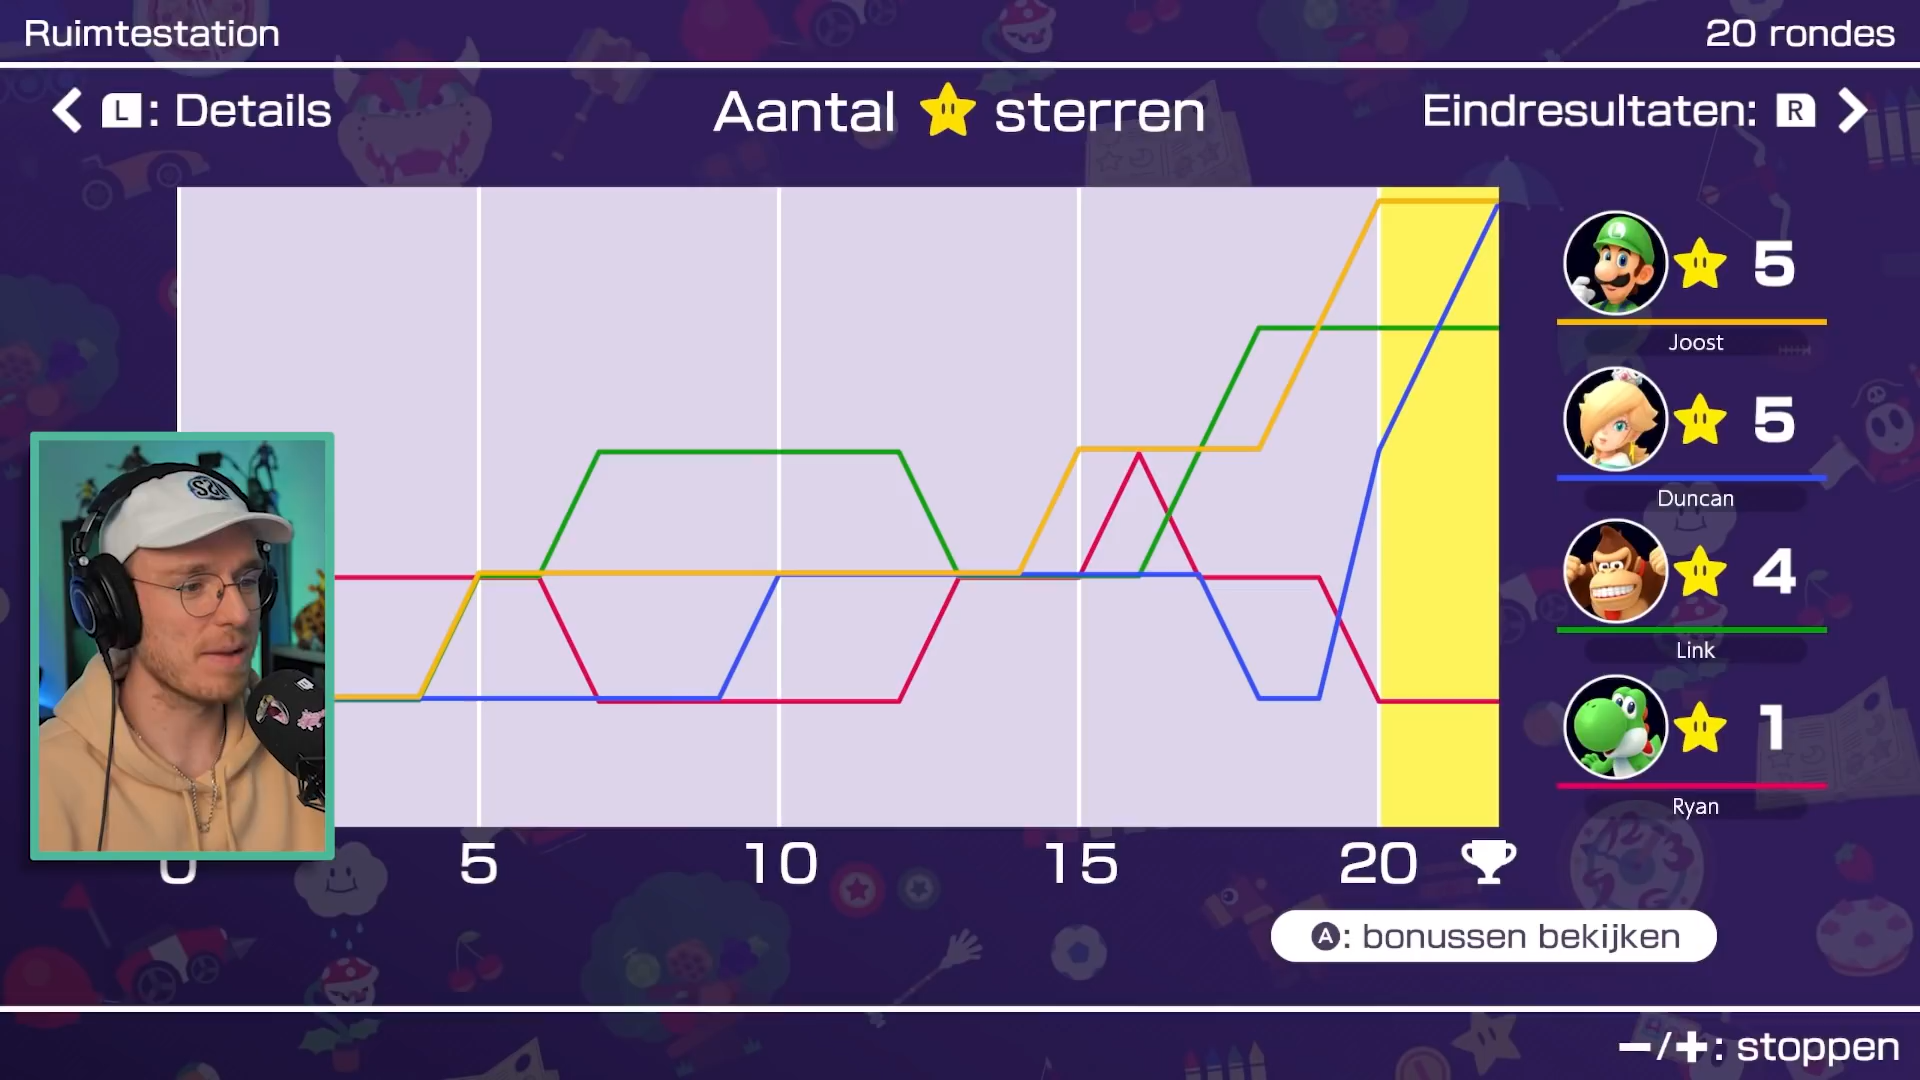 Ruimtestation
20 rondes
L: Details
Aantal sterren
Eindresultaten: R
5
Joost
5
Duncan
4
Link
1
Ryan
0 5 10 15 20
A: bonussen bekijken
−/+: stoppen